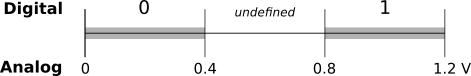 Digital 0 undefined 1
Analog 0 0.4 0.8 1.2 V